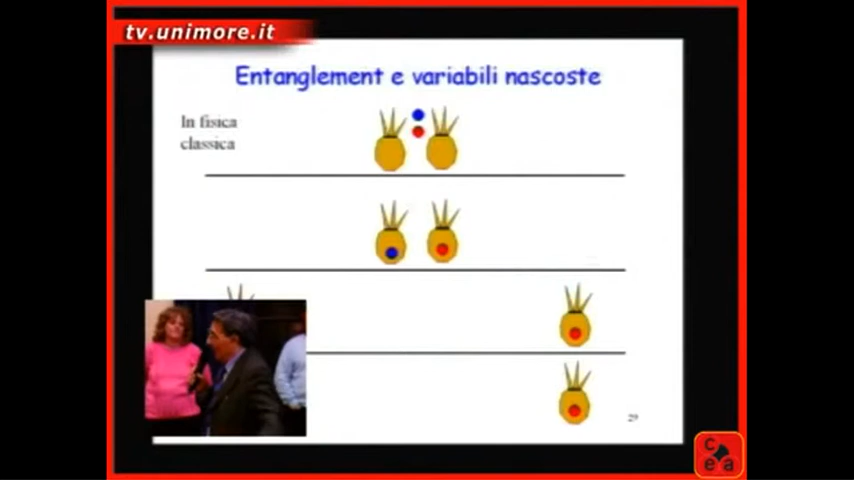 tv.unimore.it
Entanglement e variabili nascoste
In fisica
classica
29
c
e a